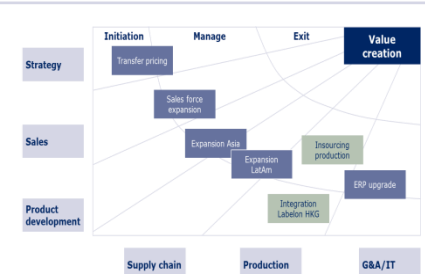 Initiation Manage Exit Value
creation
Strategy
Transfer pricing
Sales force
expansion
Sales
Expansion Asia
Insourcing
production
Expansion
LatAm
ERP upgrade
Integration
Labelon HKG
Product
development
Supply chain Production G&A/IT